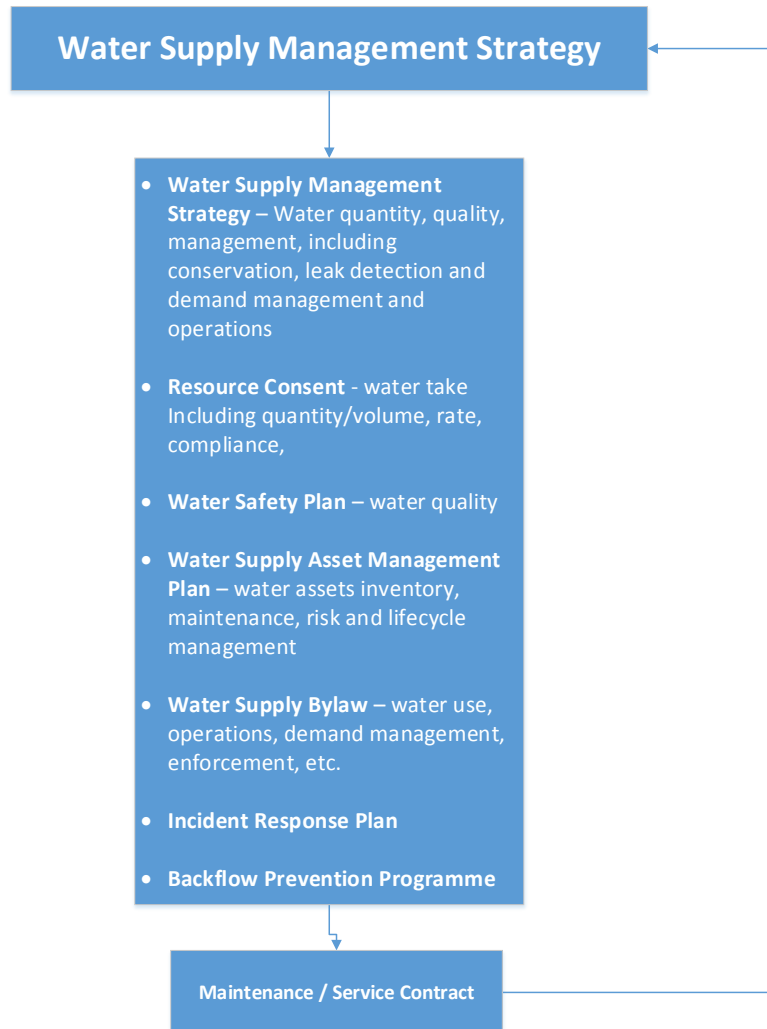 Water Supply Management Strategy
• Water Supply Management
Strategy – Water quantity, quality,
management, including
conservation, leak detection and
demand management and
operations
• Resource Consent - water take
Including quantity/volume, rate,
compliance,
• Water Safety Plan – water quality
• Water Supply Asset Management
Plan – water assets inventory,
maintenance, risk and lifecycle
management
• Water Supply Bylaw – water use,
operations, demand management,
enforcement, etc.
• Incident Response Plan
• Backflow Prevention Programme
Maintenance / Service Contract